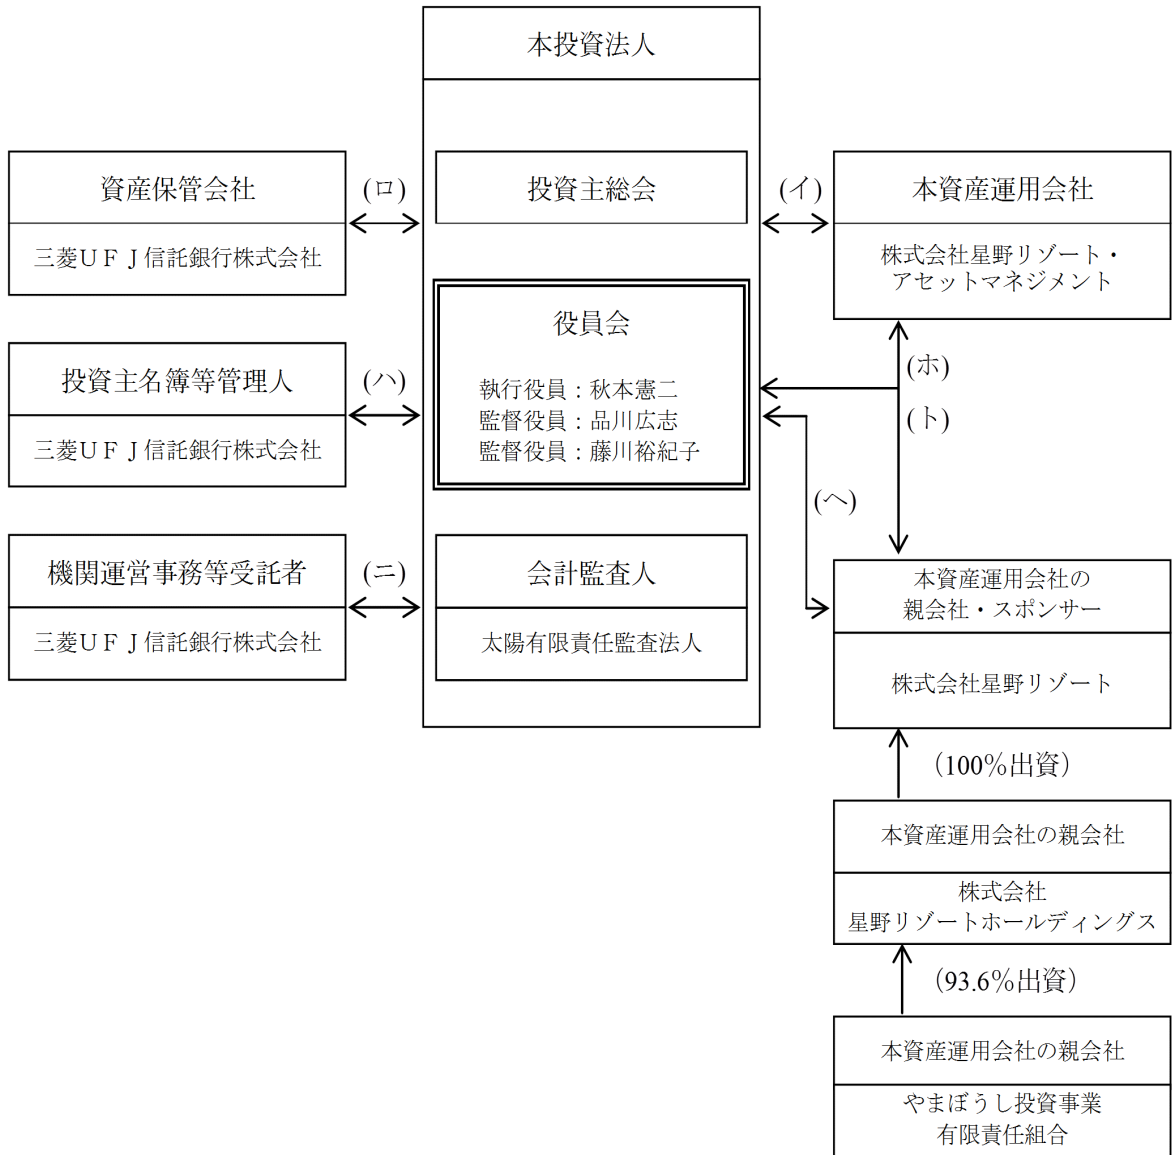 本投資法人
資産保管会社
三菱ＵＦＪ信託銀行株式会社
(ロ)
投資主総会
(イ)
本資産運用会社
株式会社星野リゾート・
アセットマネジメント
投資主名簿等管理人
三菱ＵＦＪ信託銀行株式会社
(ハ)
役員会
執行役員：秋本憲二
監督役員：品川広志
監督役員：藤川裕紀子
(ホ)
(ト)
(ヘ)
機関運営事務等受託者
三菱ＵＦＪ信託銀行株式会社
(ニ)
会計監査人
太陽有限責任監査法人
本資産運用会社の
親会社・スポンサー
株式会社星野リゾート
（100％出資）
本資産運用会社の親会社
株式会社
星野リゾートホールディングス
（93.6％出資）
本資産運用会社の親会社
やまぼうし投資事業
有限責任組合